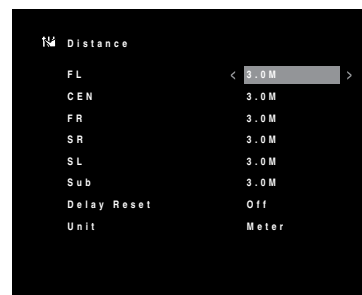 Distance
FL < 3.0M >
CEN 3.0M
FR 3.0M
SR 3.0M
SL 3.0M
Sub 3.0M
Delay Reset Off
Unit Meter